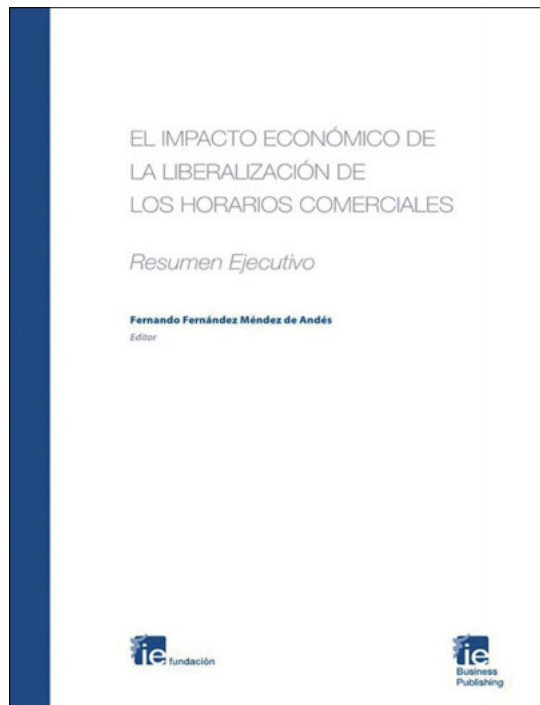 EL IMPACTO ECONÓMICO DE
LA LIBERALIZACIÓN DE
LOS HORARIOS COMERCIALES
Resumen Ejecutivo
Fernando Fernández Méndez de Andés
Editor
ie fundación
ie
Business
Publishing